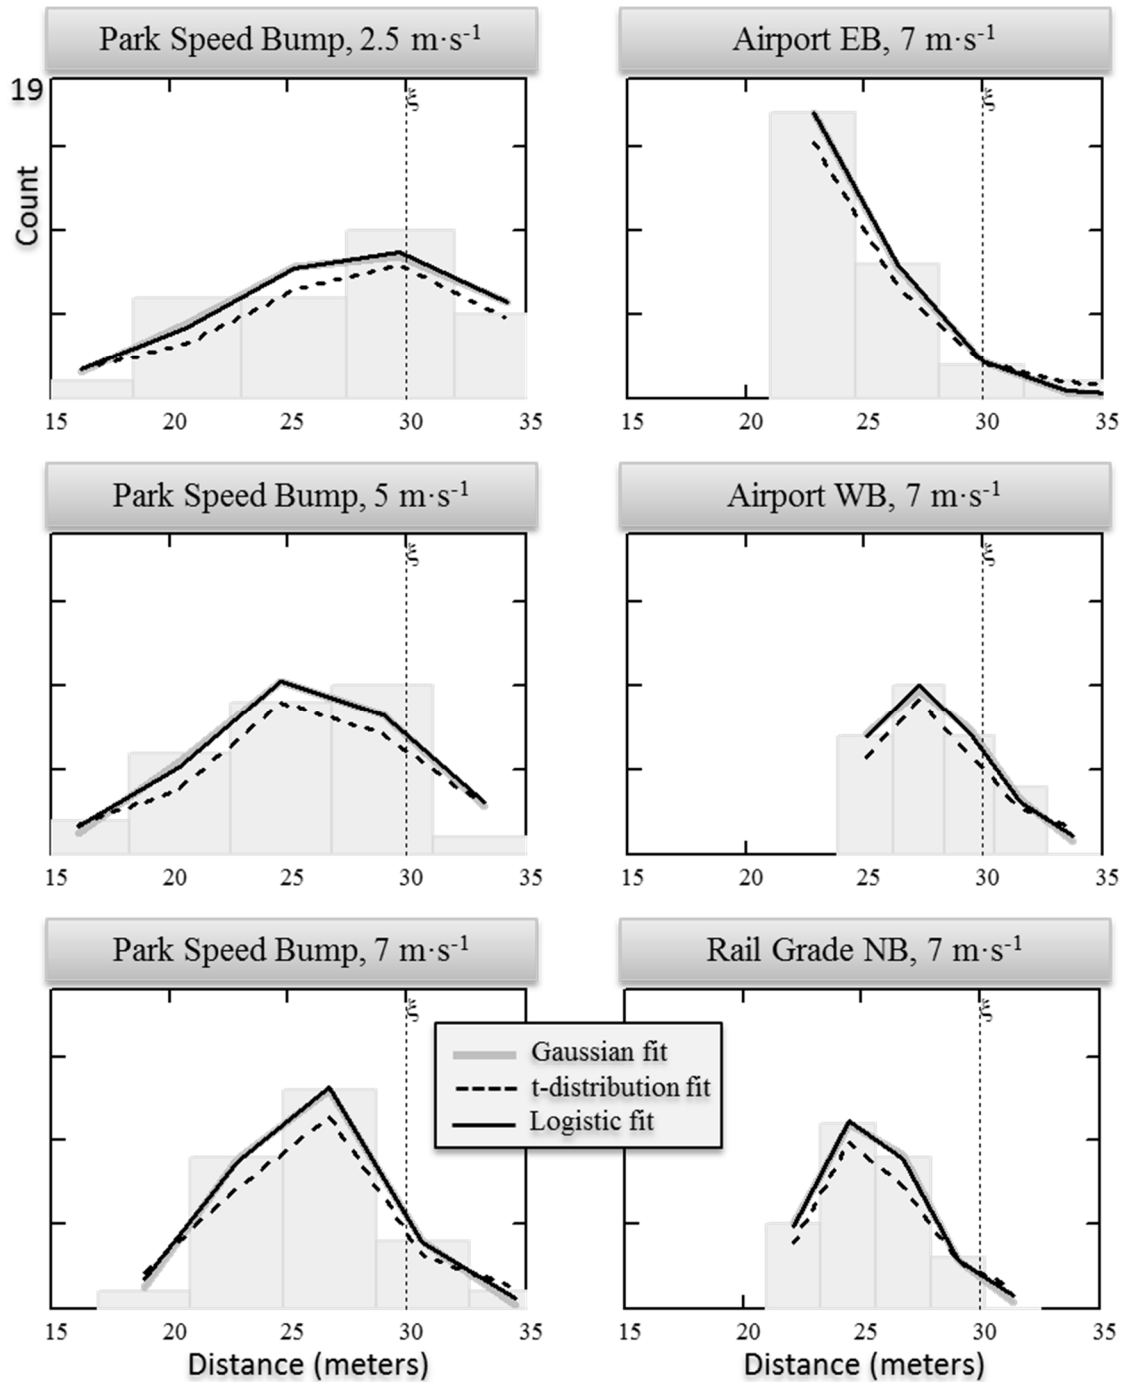 Park Speed Bump, 2.5 m·s-1
Airport EB, 7 m·s-1
19
Count
ξ
ξ
15 20 25 30 35
15 20 25 30 35
Park Speed Bump, 5 m·s-1
Airport WB, 7 m·s-1
ξ
ξ
15 20 25 30 35
15 20 25 30 35
Park Speed Bump, 7 m·s-1
Rail Grade NB, 7 m·s-1
ξ
ξ
Gaussian fit
t-distribution fit
Logistic fit
15 20 25 30 35
15 20 25 30 35
Distance (meters)
Distance (meters)